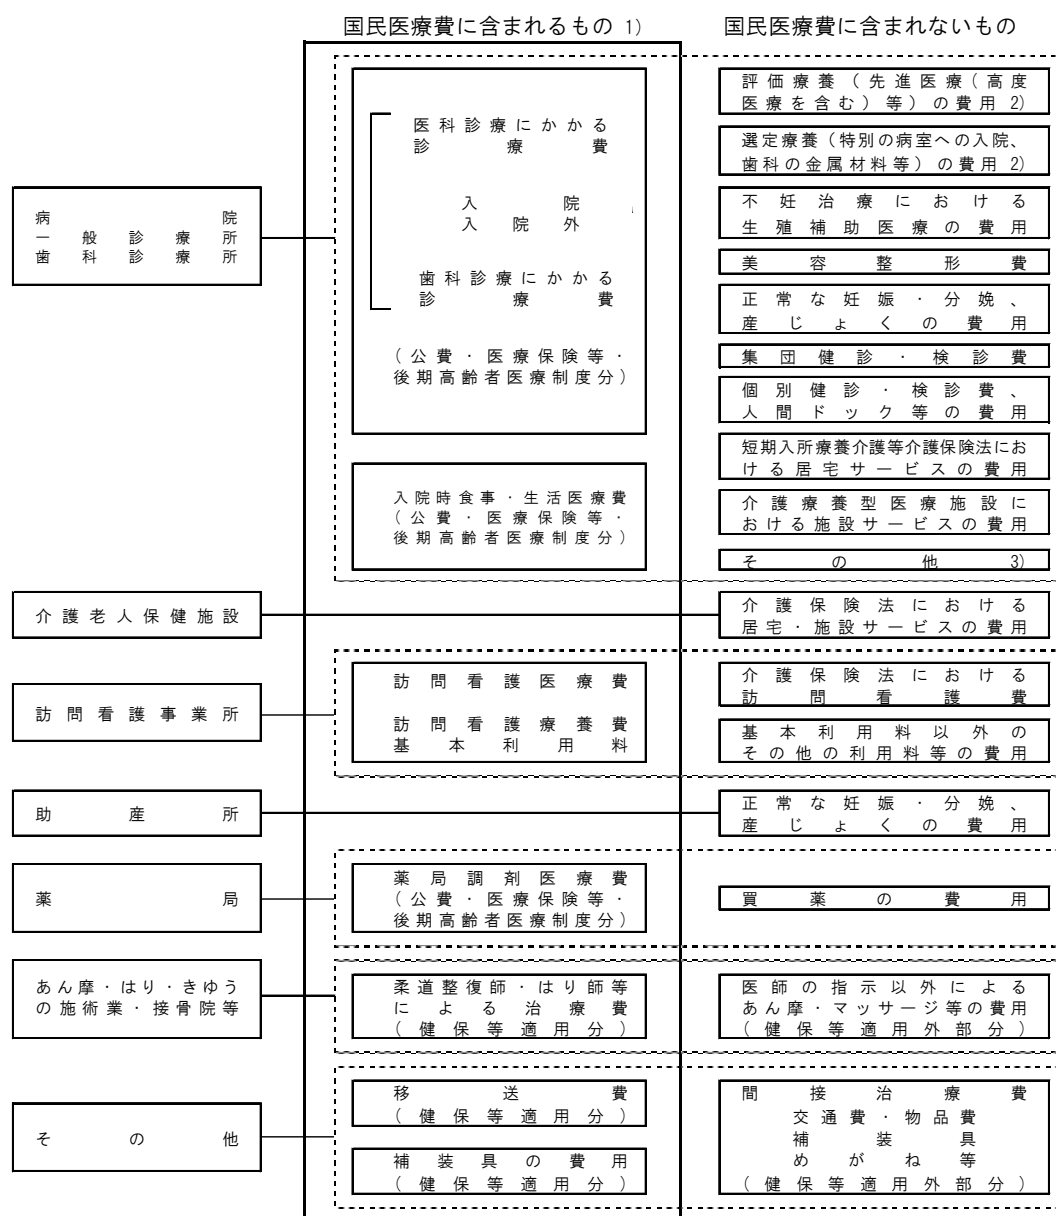 国民医療費に含まれるもの 1)
国民医療費に含まれないもの
病院
一般診療所
歯科診療所
医科診療にかかる
診療費
入院
入院外
歯科診療にかかる
診療費
(公費・医療保険等・
後期高齢者医療制度分)
入院時食事・生活医療費
(公費・医療保険等・
後期高齢者医療制度分)
評価療養(先進医療(高度
医療を含む)等)の費用 2)
選定療養(特別の病室への入院、
歯科の金属材料等)の費用 2)
不妊治療における
生殖補助医療の費用
美容整形費
正常な妊娠・分娩、
産じょくの費用
集団健診・検診費
個別健診・検診費、
人間ドック等の費用
短期入所療養介護等介護保険法にお
ける居宅サービスの費用
介護療養型医療施設に
おける施設サービスの費用
その他 3)
介護老人保健施設
介護保険法における
居宅・施設サービスの費用
訪問看護事業所
訪問看護医療費
訪問看護療養費
基本利用料
介護保険法における
訪問看護費
基本利用料以外の
その他の利用料等の費用
助産所
正常な妊娠・分娩、
産じょくの費用
薬局
薬局調剤医療費
(公費・医療保険等・
後期高齢者医療制度分)
買薬の費用
あん摩・はり・きゆう
の施術業・接骨院等
柔道整復師・はり師等
による治療費
(健保等適用分)
医師の指示以外による
あん摩・マッサージ等の費用
(健保等適用外部分)
その他
移送費
(健保等適用分)
補装具の費用
(健保等適用分)
間接治療費
交通費・物品費
補装具
めがね等
(健保等適用外部分)